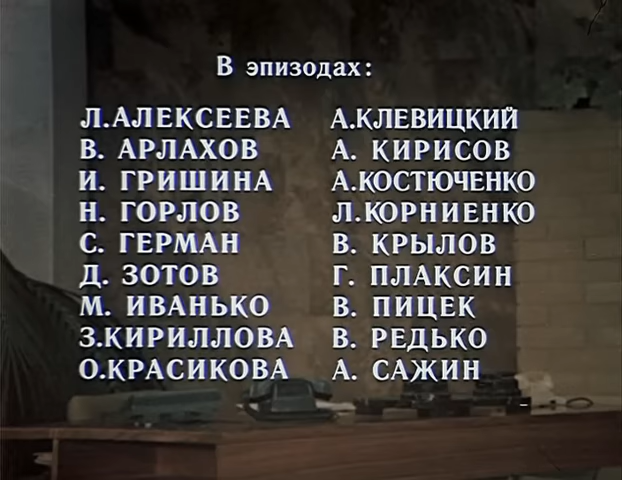 В эпизодах:
Л.АЛЕКСЕЕВА
В. АРЛАХОВ
И. ГРИШИНА
Н. ГОРЛОВ
С. ГЕРМАН
Д. ЗОТОВ
М. ИВАНЬКО
З.КИРИЛЛОВА
О.КРАСИКОВА
А.КЛЕВИЦКИЙ
А. КИРИСОВ
А.КОСТЮЧЕНКО
Л.КОРНИЕНКО
В. КРЫЛОВ
Г. ПЛАКСИН
В. ПИЦЕК
В. РЕДЬКО
А. САЖИН